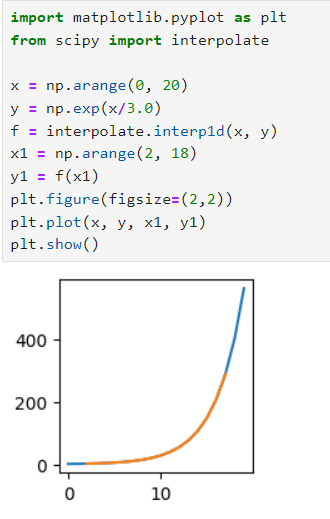 import matplotlib.pyplot as plt
from scipy import interpolate
x = np.arange(0, 20)
y = np.exp(x/3.0)
f = interpolate.interp1d(x, y)
x1 = np.arange(2, 18)
y1 = f(x1)
plt.figure(figsize=(2,2))
plt.plot(x, y, x1, y1)
plt.show()
400
200
0
0 10